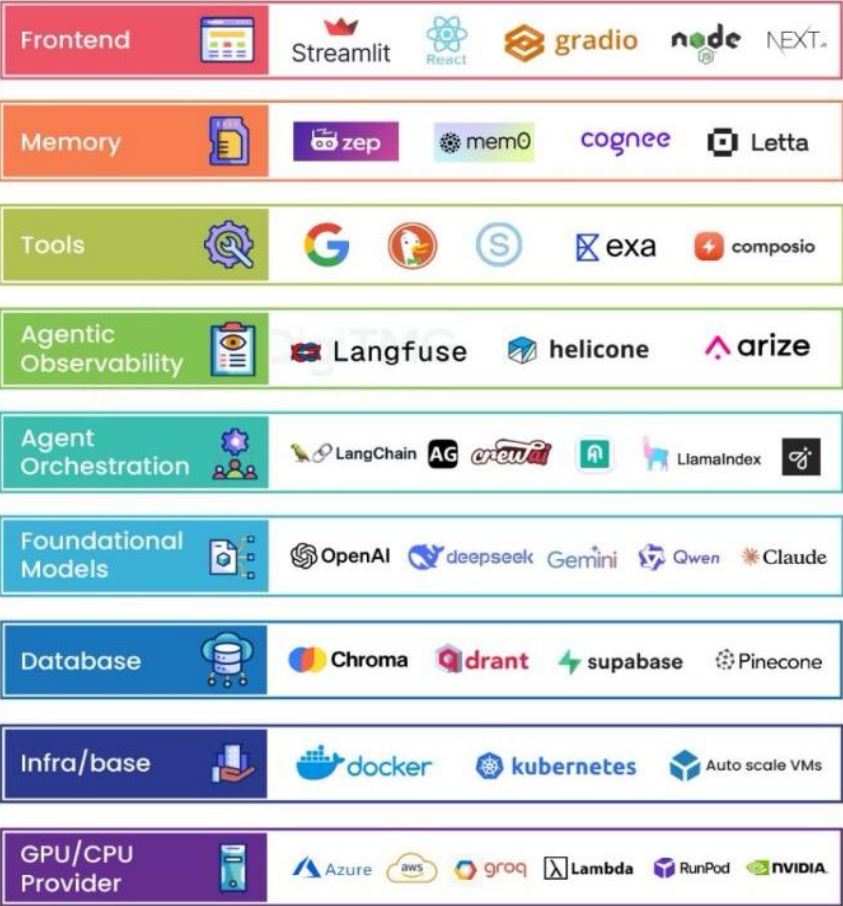 Frontend
Streamlit
React
gradio
node
JS
NEXT.
Memory
zep
mem0
cognee
Letta
Tools
G
S
exa
composio
Agentic
Observability
Langfuse
helicone
arize
Agent
Orchestration
LangChain
AG
crewai
LlamaIndex
Foundational
Models
OpenAI
deepseek
Gemini
Qwen
Claude
Database
Chroma
qdrant
supabase
Pinecone
Infra/base
docker
kubernetes
Auto scale VMs
GPU/CPU
Provider
Azure
aws
groq
λ Lambda
RunPod
NVIDIA.